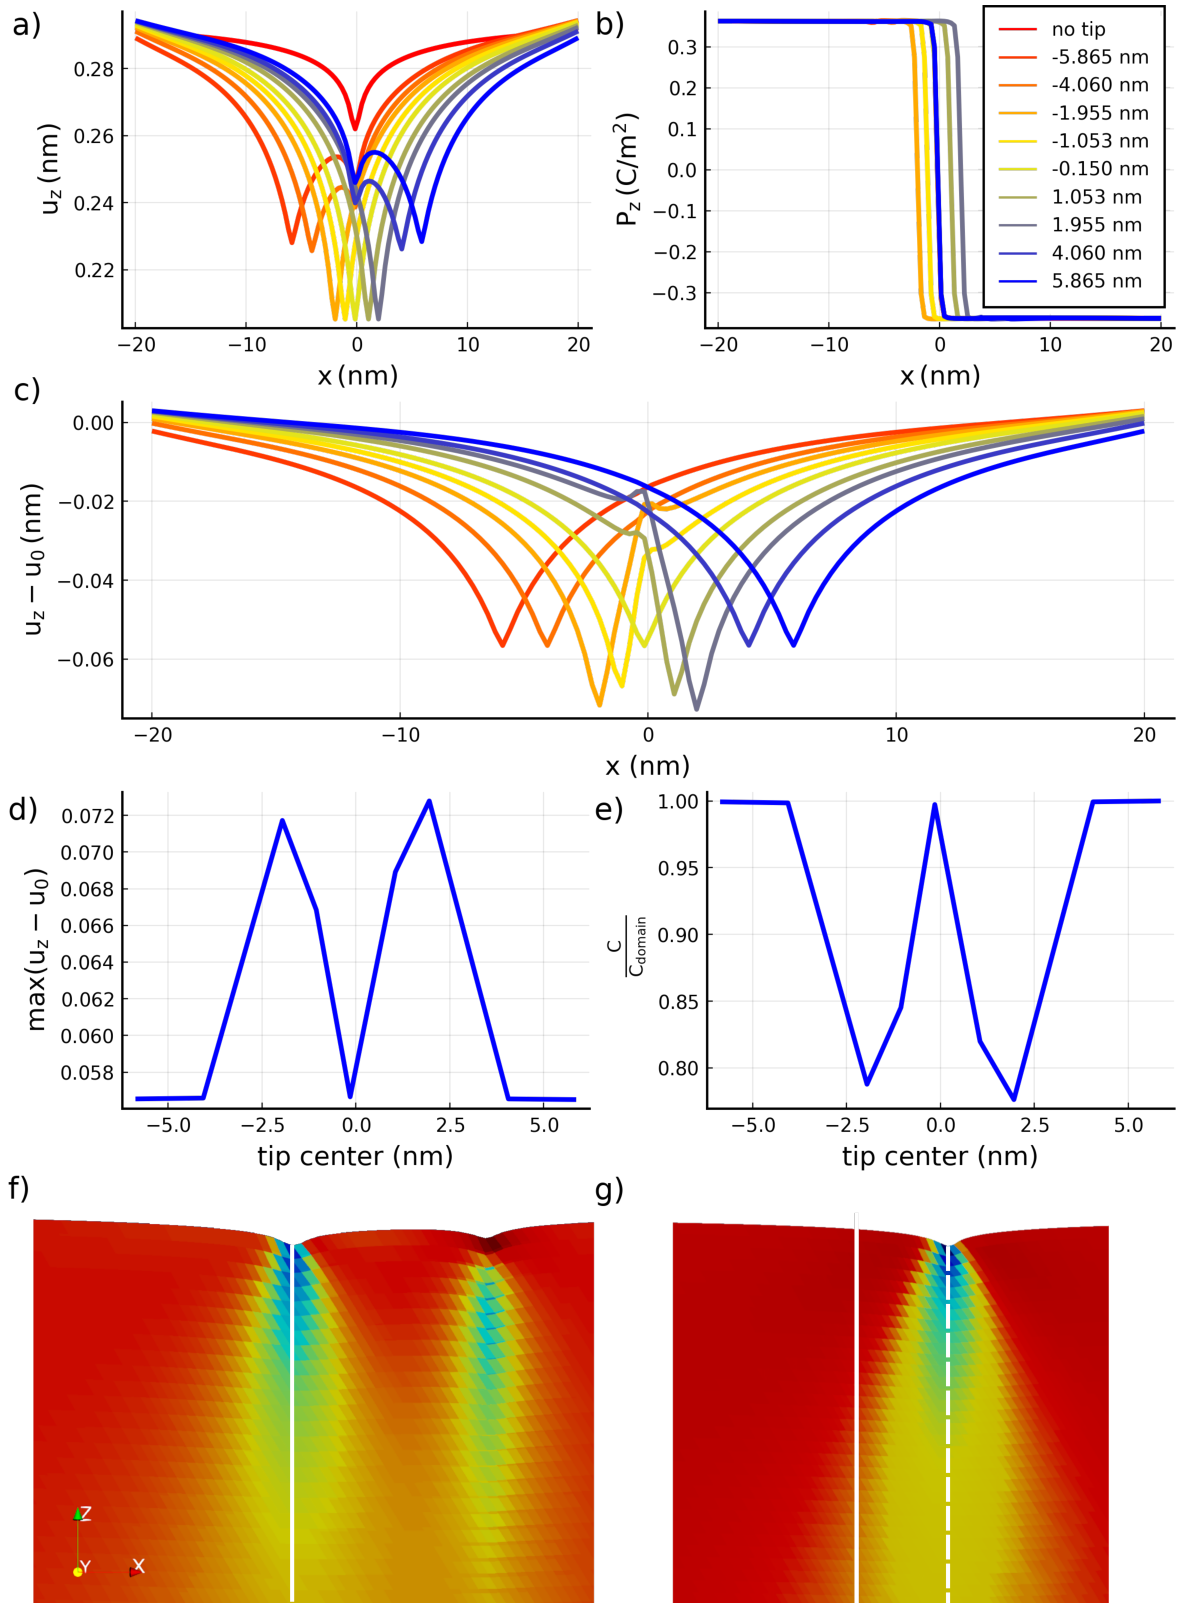 a)
u_z (nm)
0.28
0.26
0.24
0.22
−20
−10
0
10
20
x (nm)
b)
P_z (C/m²)
0.3
0.2
0.1
0.0
−0.1
−0.2
−0.3
−20
−10
0
10
20
x (nm)
no tip
-5.865 nm
-4.060 nm
-1.955 nm
-1.053 nm
-0.150 nm
1.053 nm
1.955 nm
4.060 nm
5.865 nm
c)
u_z − u_0 (nm)
0.00
−0.02
−0.04
−0.06
−20
−10
0
10
20
x (nm)
d)
max(u_z − u_0)
0.072
0.070
0.068
0.066
0.064
0.062
0.060
0.058
−5.0
−2.5
0.0
2.5
5.0
tip center (nm)
e)
C
C_domain
1.00
0.95
0.90
0.85
0.80
−5.0
−2.5
0.0
2.5
5.0
tip center (nm)
f)
Z
Y
X
g)